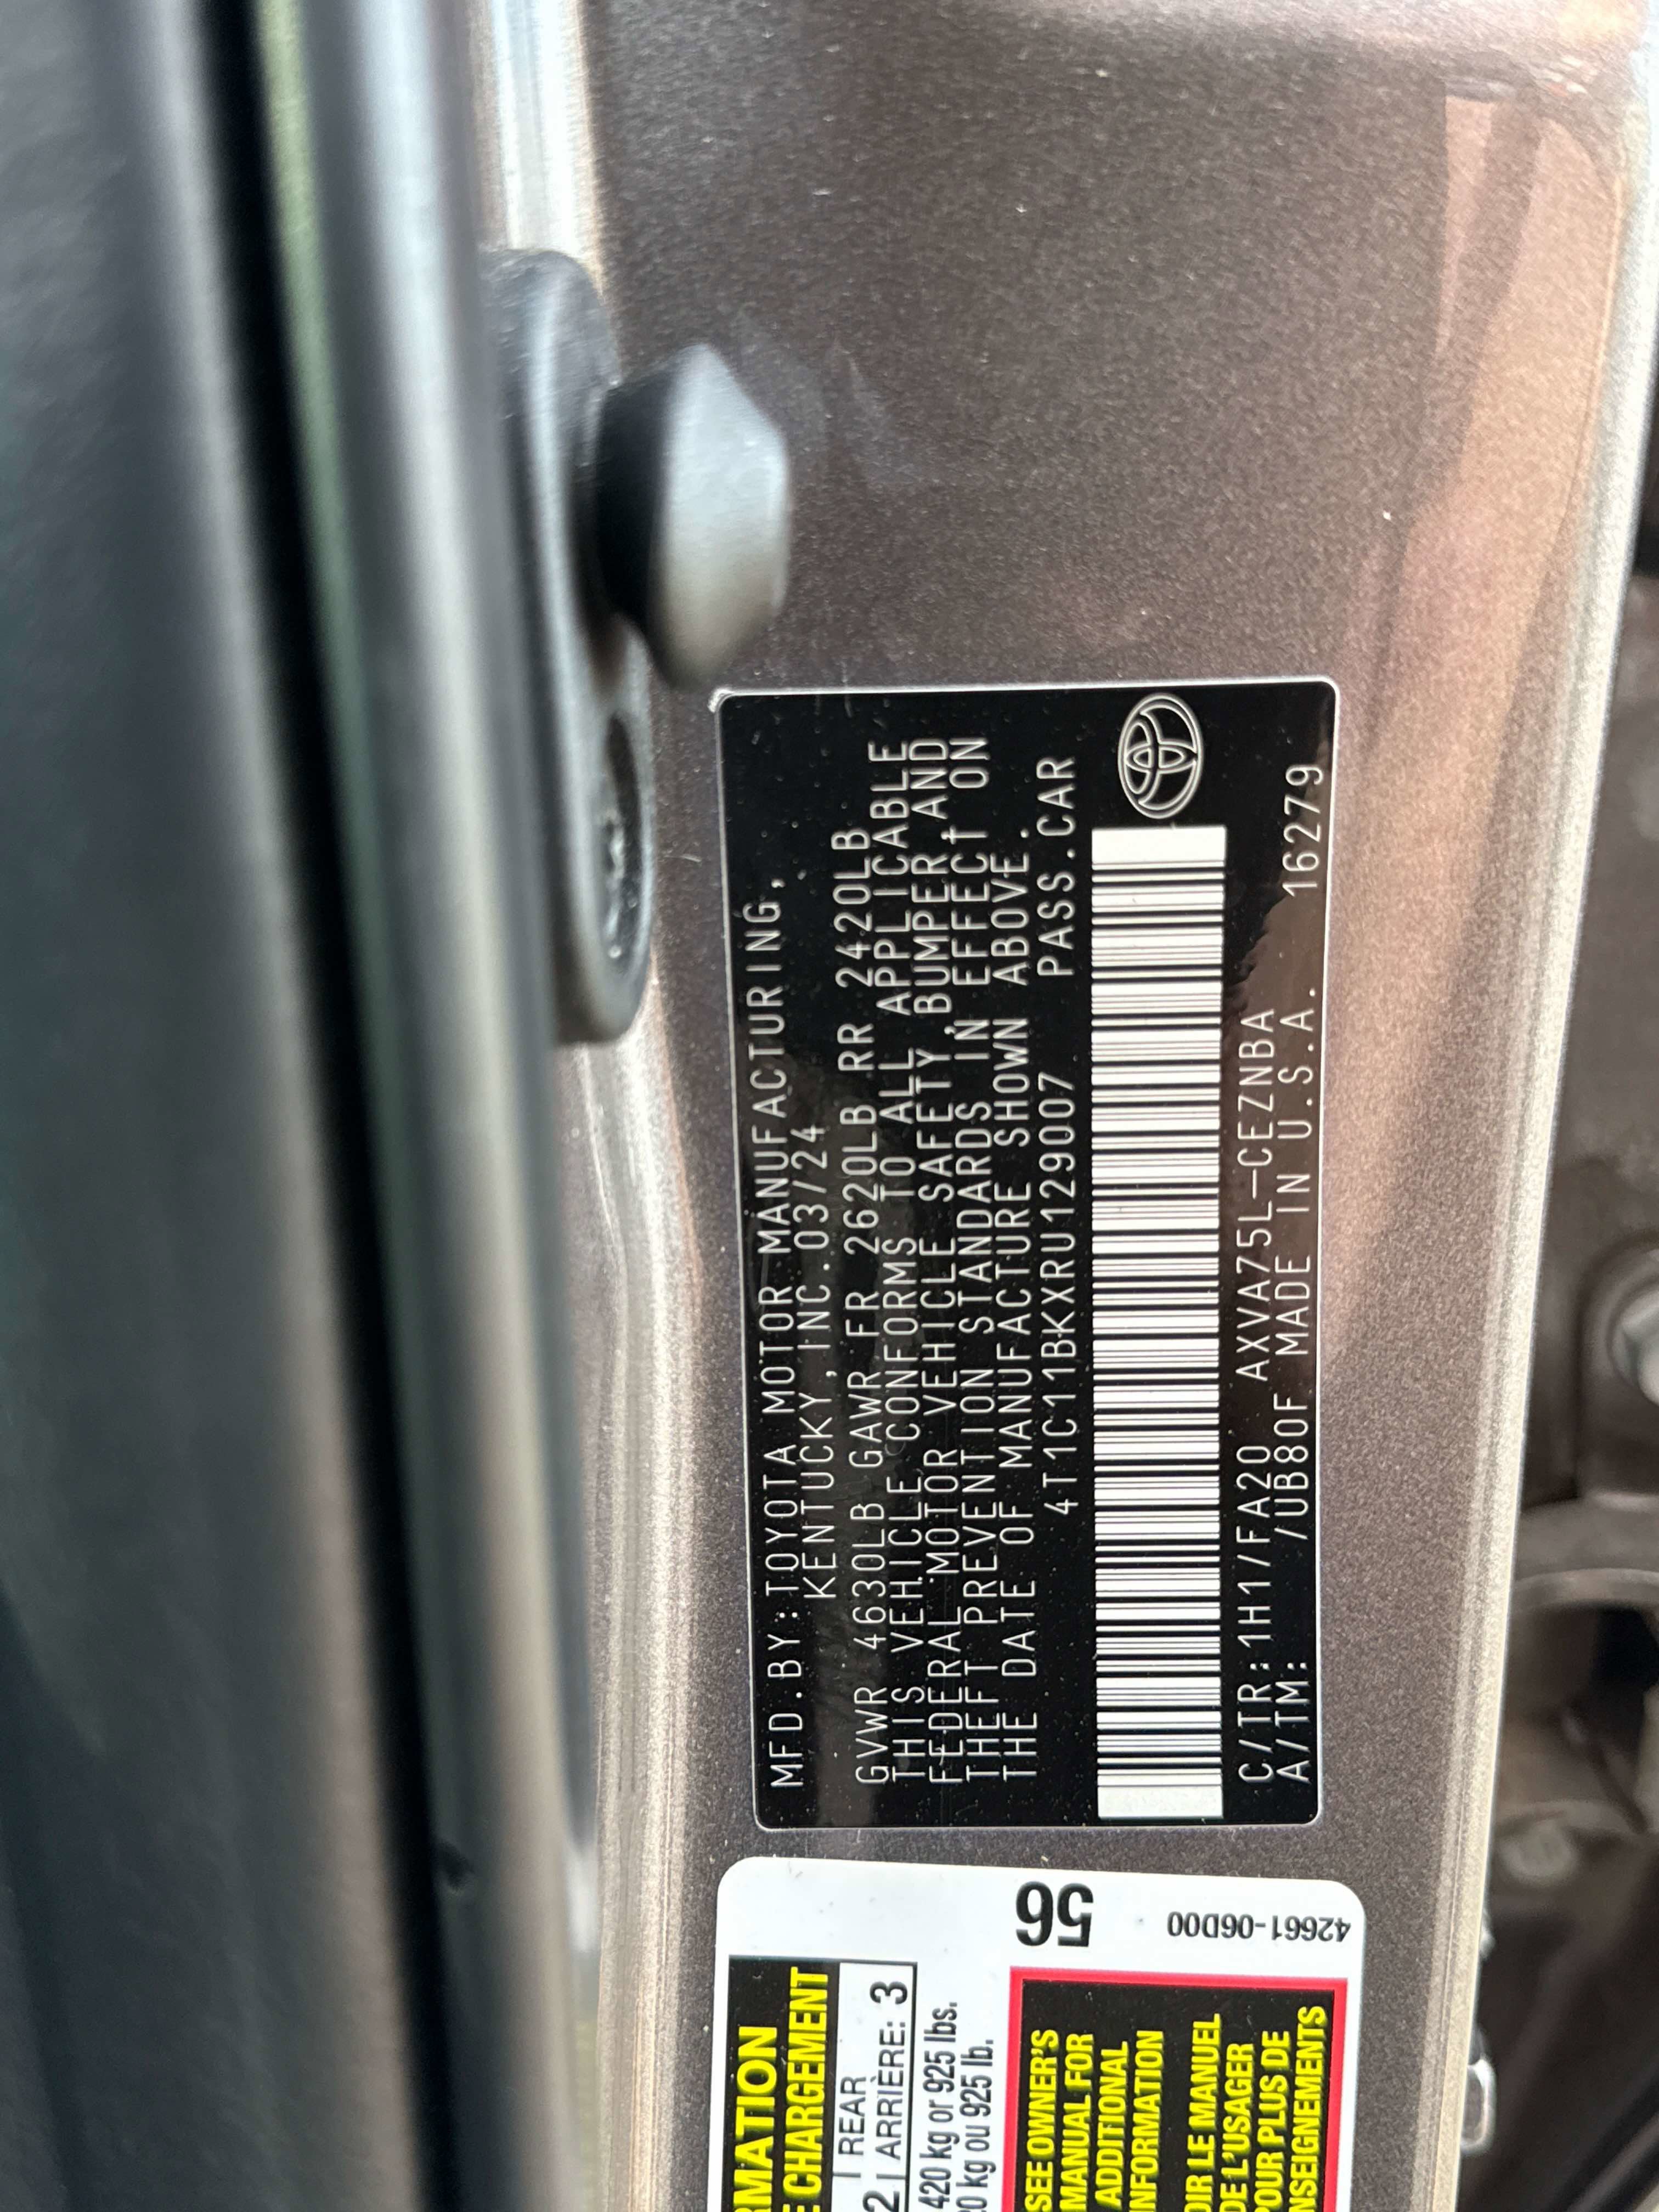 MFD.BY:TOYOTA MOTOR MANUFACTURING,
KENTUCKY, INC.03/24
GVWR 4630LB GAWR FR 2620LB RR 2420LB
THIS VEHICLE CONFORMS TO ALL APPLICABLE
FEDERAL MOTOR VEHICLE SAFETY, BUMPER AND
THEFT PREVENTION STANDARDS IN EFFECT ON
THE DATE OF MANUFACTURE SHOWN ABOVE.
4T1C11BKXRU129007 PASS.CAR
C/TR:1H1/FA20 AXVA75L-CEZNBA
A/TM: /UB80F MADE IN U.S.A. 16279
RMATION
E CHARGEMENT
2 REAR
ARRIÈRE: 3
420 kg or 925 lbs.
20 kg ou 925 lb.
SEE OWNER'S
MANUAL FOR
ADDITIONAL
INFORMATION
OIR LE MANUEL
DE L'USAGER
POUR PLUS DE
NSEIGNEMENTS
56
42661-06D00